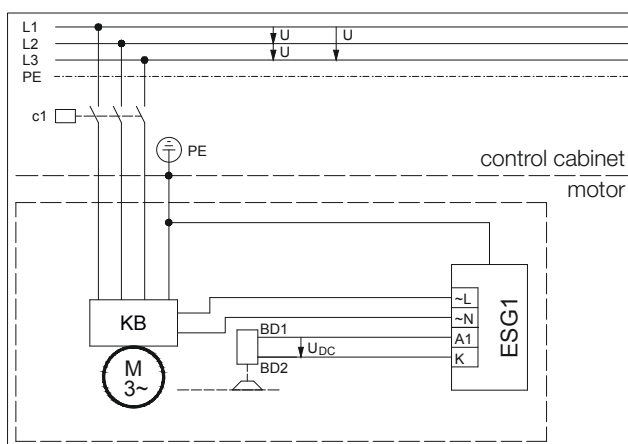 L1
U
U
L2
U
L3
PE
c1
PE
control cabinet
motor
~L
KB
~N
ESG1
BD1
A1
UDC
K
M
3~
BD2